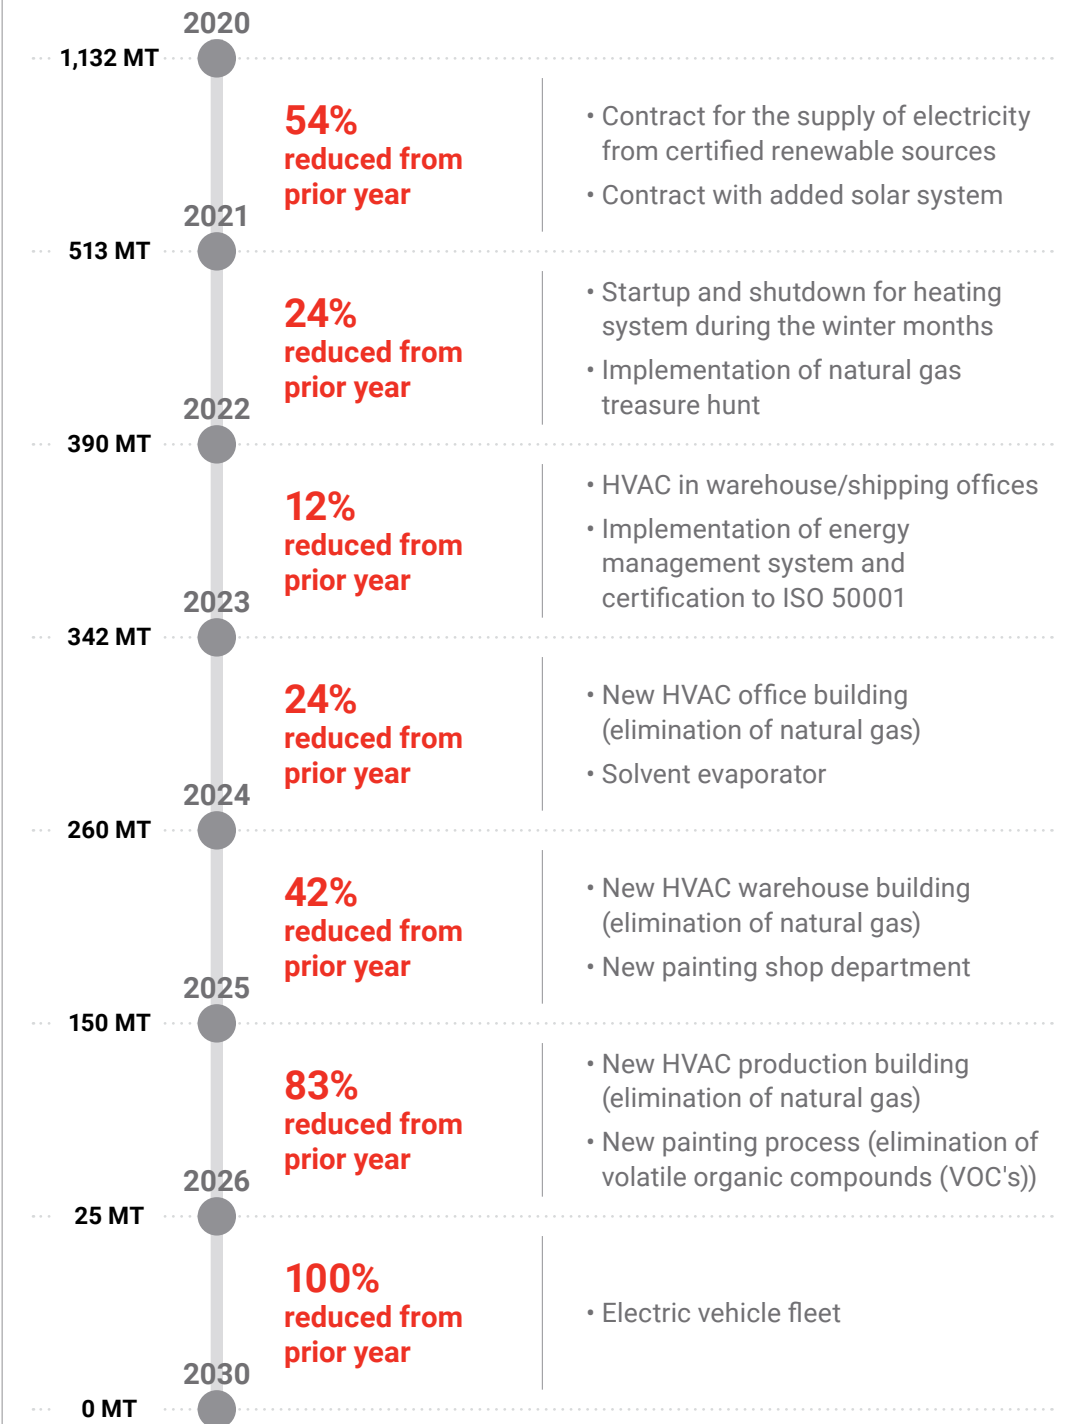 2020
1,132 MT
54%
reduced from
prior year
• Contract for the supply of electricity
from certified renewable sources
• Contract with added solar system
2021
513 MT
24%
reduced from
prior year
• Startup and shutdown for heating
system during the winter months
• Implementation of natural gas
treasure hunt
2022
390 MT
12%
reduced from
prior year
• HVAC in warehouse/shipping offices
• Implementation of energy
management system and
certification to ISO 50001
2023
342 MT
24%
reduced from
prior year
• New HVAC office building
(elimination of natural gas)
• Solvent evaporator
2024
260 MT
42%
reduced from
prior year
• New HVAC warehouse building
(elimination of natural gas)
• New painting shop department
2025
150 MT
83%
reduced from
prior year
• New HVAC production building
(elimination of natural gas)
• New painting process (elimination of
volatile organic compounds (VOC's))
2026
25 MT
100%
reduced from
prior year
• Electric vehicle fleet
2030
0 MT